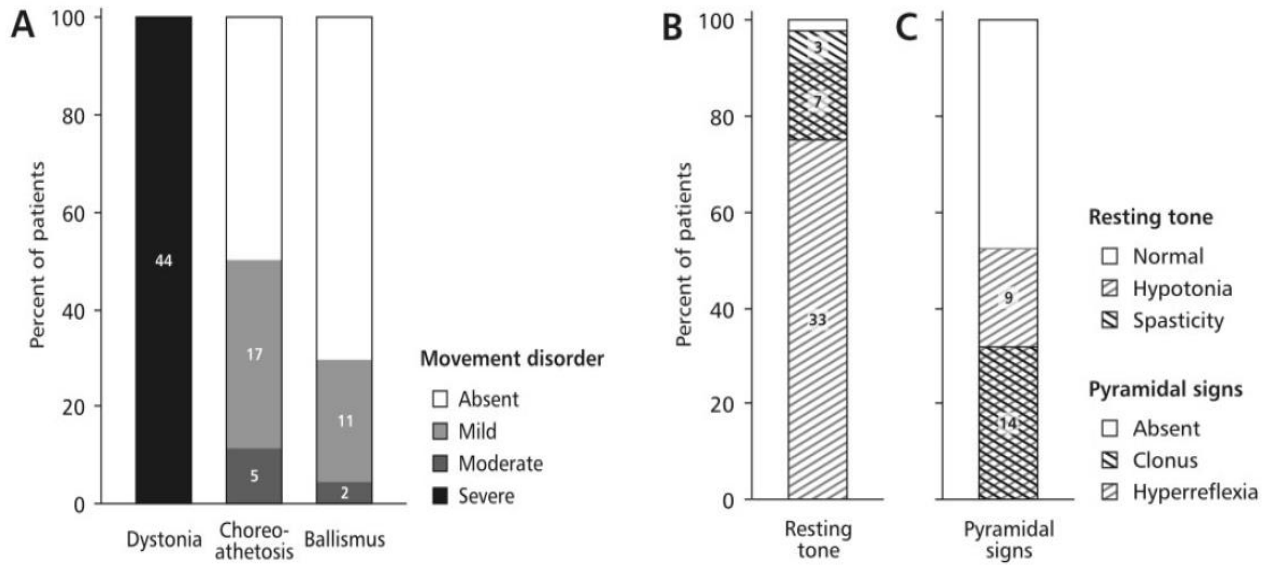 A
Percent of patients
100
80
60
40
20
0
44
17
5
11
2
Dystonia
Choreo-
athetosis
Ballismus
Movement disorder
Absent
Mild
Moderate
Severe
B
Percent of patients
100
80
60
40
20
0
3
7
33
Resting
tone
C
9
14
Pyramidal
signs
Resting tone
Normal
Hypotonia
Spasticity
Pyramidal signs
Absent
Clonus
Hyperreflexia